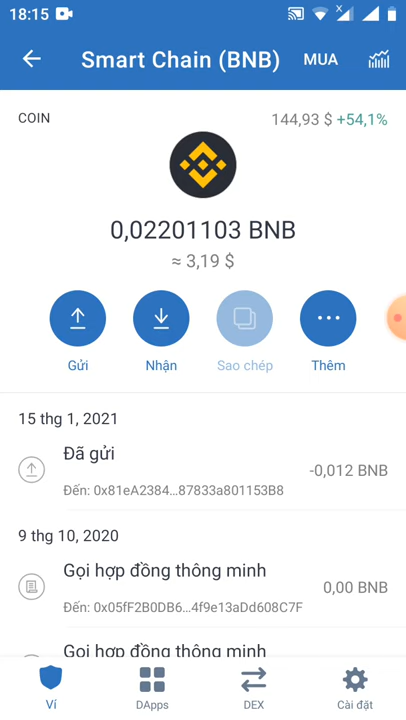 18:15
Smart Chain (BNB)
MUA
COIN
144,93 $ +54,1%
0,02201103 BNB
≈ 3,19 $
Gửi
Nhận
Sao chép
Thêm
15 thg 1, 2021
Đã gửi
-0,012 BNB
Đến: 0x81eA2384...87833a801153B8
9 thg 10, 2020
Gọi hợp đồng thông minh
0,00 BNB
Đến: 0x05fF2B0DB6...4f9e13aDd608C7F
Gọi hợp đồng thông minh
Ví
DApps
DEX
Cài đặt